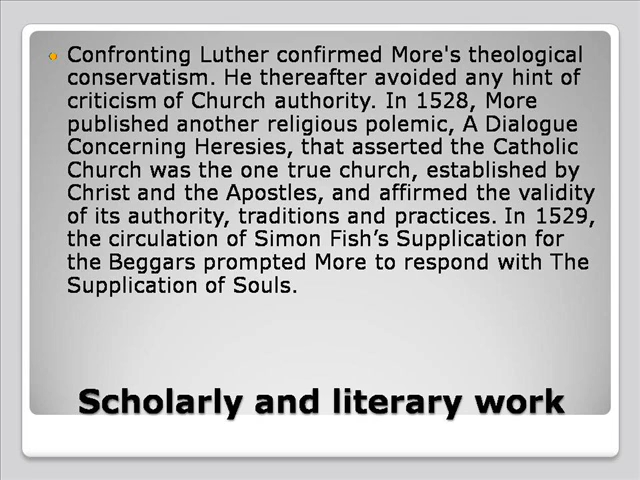 Confronting Luther confirmed More's theological
conservatism. He thereafter avoided any hint of
criticism of Church authority. In 1528, More
published another religious polemic, A Dialogue
Concerning Heresies, that asserted the Catholic
Church was the one true church, established by
Christ and the Apostles, and affirmed the validity
of its authority, traditions and practices. In 1529,
the circulation of Simon Fish’s Supplication for
the Beggars prompted More to respond with The
Supplication of Souls.
Scholarly and literary work